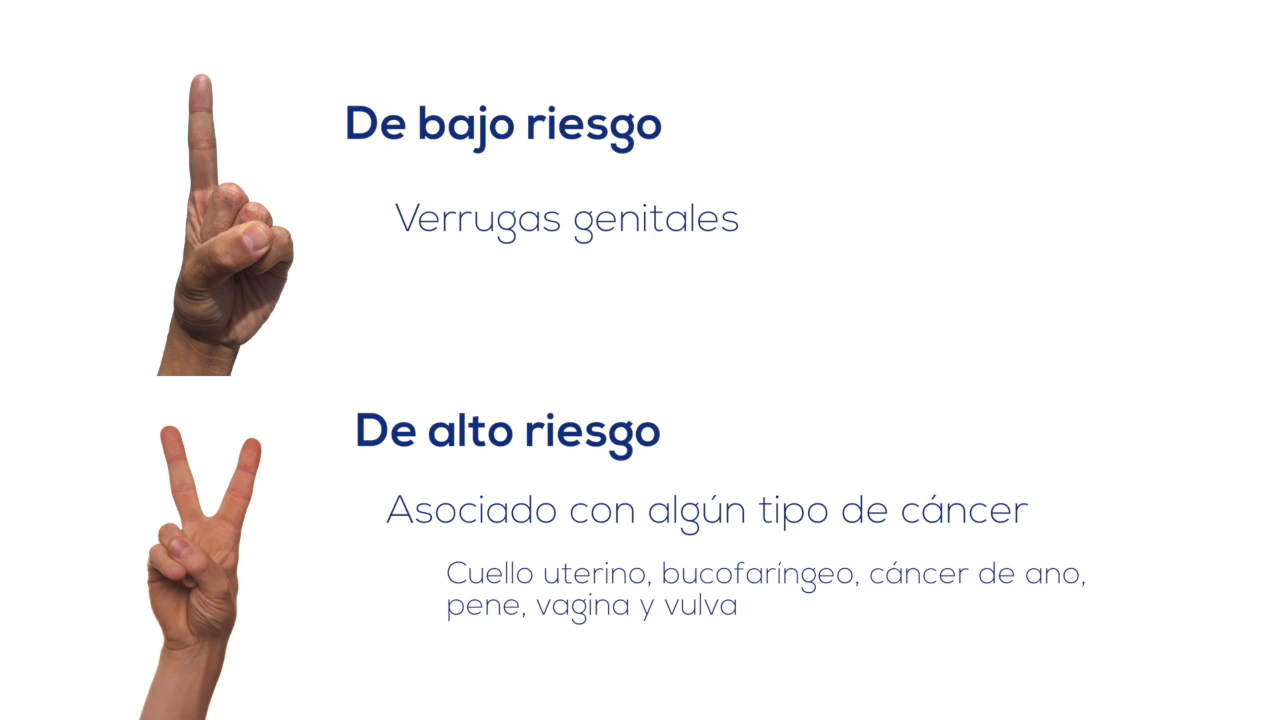 De bajo riesgo
Verrugas genitales
De alto riesgo
Asociado con algún tipo de cáncer
Cuello uterino, bucofaríngeo, cáncer de ano,
pene, vagina y vulva